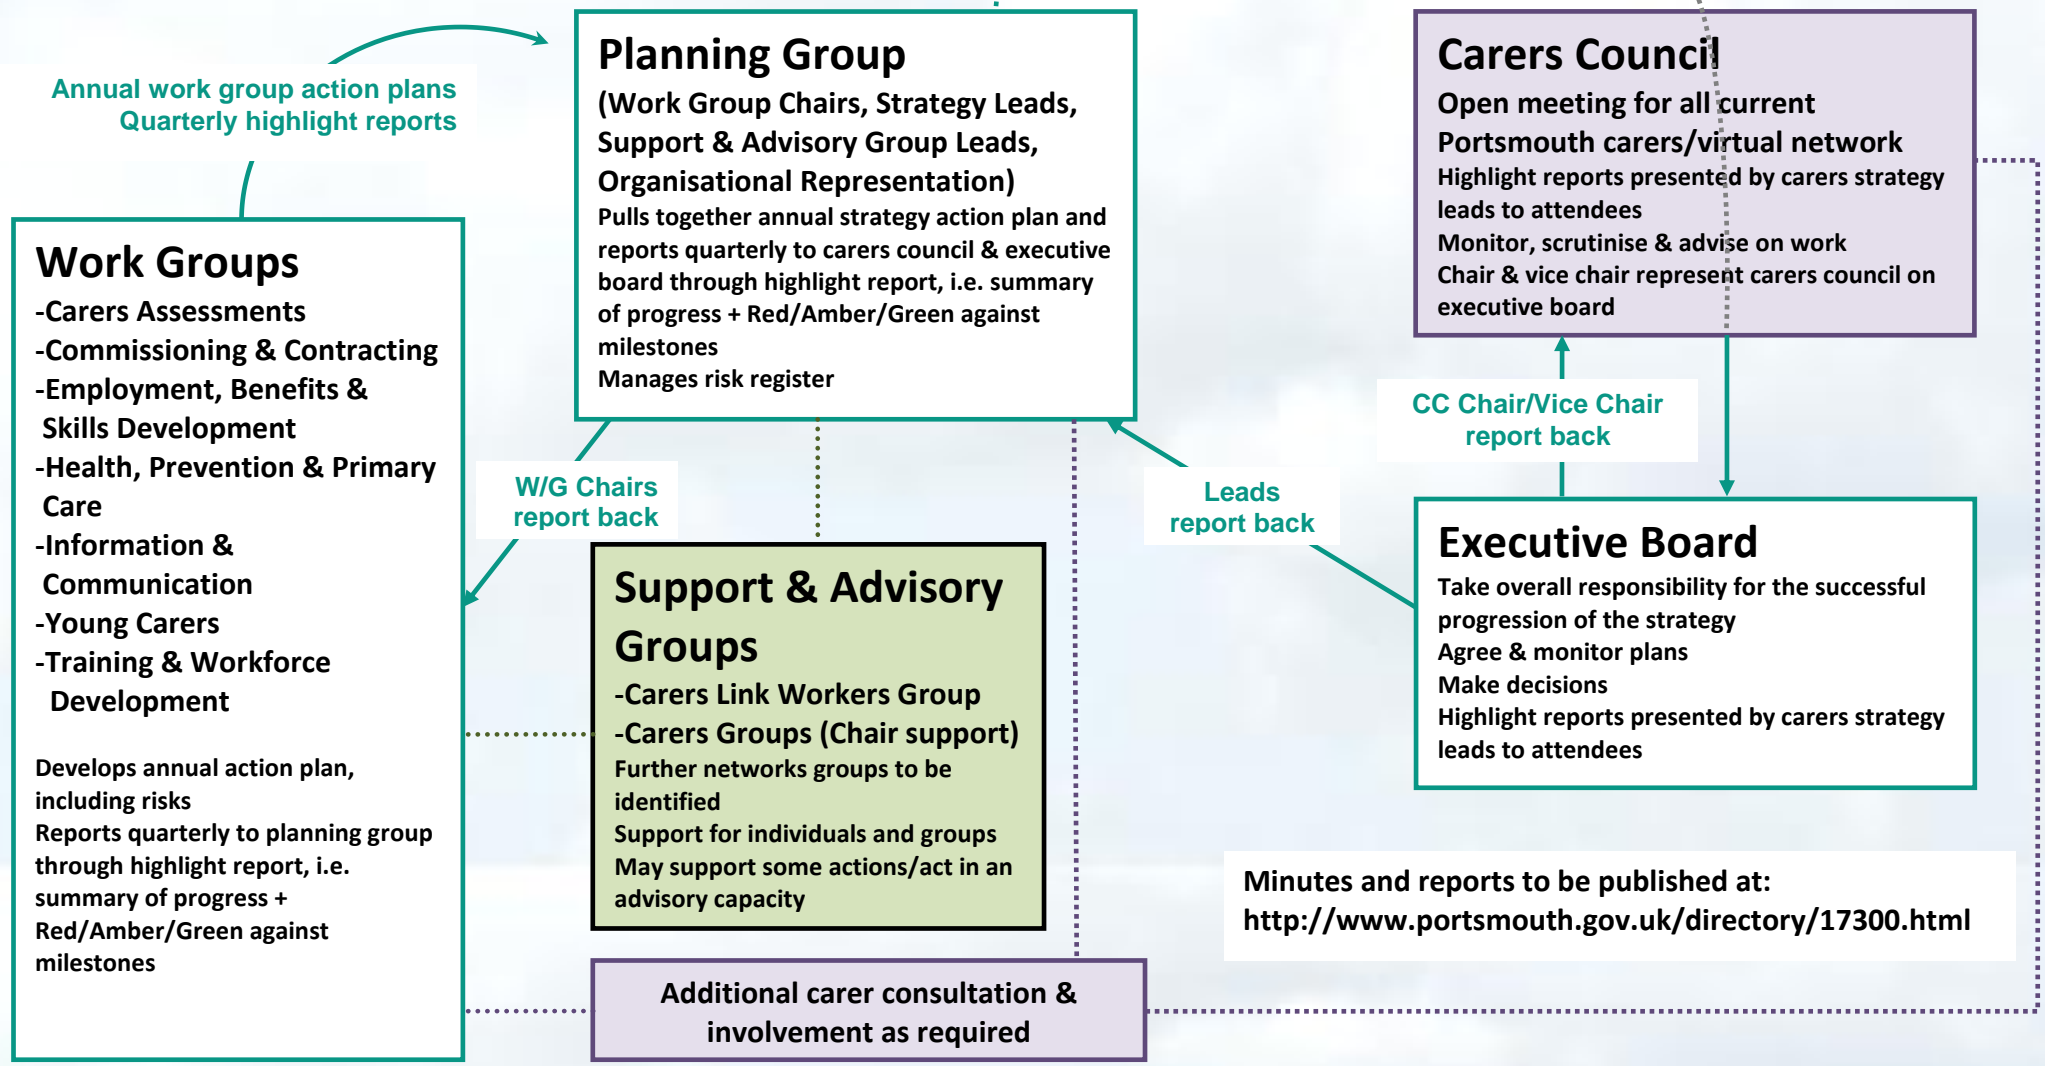 Annual work group action plans
Quarterly highlight reports
Planning Group
(Work Group Chairs, Strategy Leads,
Support & Advisory Group Leads,
Organisational Representation)
Pulls together annual strategy action plan and
reports quarterly to carers council & executive
board through highlight report, i.e. summary
of progress + Red/Amber/Green against
milestones
Manages risk register
Carers Council
Open meeting for all current
Portsmouth carers/virtual network
Highlight reports presented by carers strategy
leads to attendees
Monitor, scrutinise & advise on work
Chair & vice chair represent carers council on
executive board
Work Groups
-Carers Assessments
-Commissioning & Contracting
-Employment, Benefits &
Skills Development
-Health, Prevention & Primary
Care
-Information &
Communication
-Young Carers
-Training & Workforce
Development
Develops annual action plan,
including risks
Reports quarterly to planning group
through highlight report, i.e.
summary of progress +
Red/Amber/Green against
milestones
W/G Chairs
report back
Leads
report back
CC Chair/Vice Chair
report back
Support & Advisory
Groups
-Carers Link Workers Group
-Carers Groups (Chair support)
Further networks groups to be
identified
Support for individuals and groups
May support some actions/act in an
advisory capacity
Executive Board
Take overall responsibility for the successful
progression of the strategy
Agree & monitor plans
Make decisions
Highlight reports presented by carers strategy
leads to attendees
Minutes and reports to be published at:
http://www.portsmouth.gov.uk/directory/17300.html
Additional carer consultation &
involvement as required